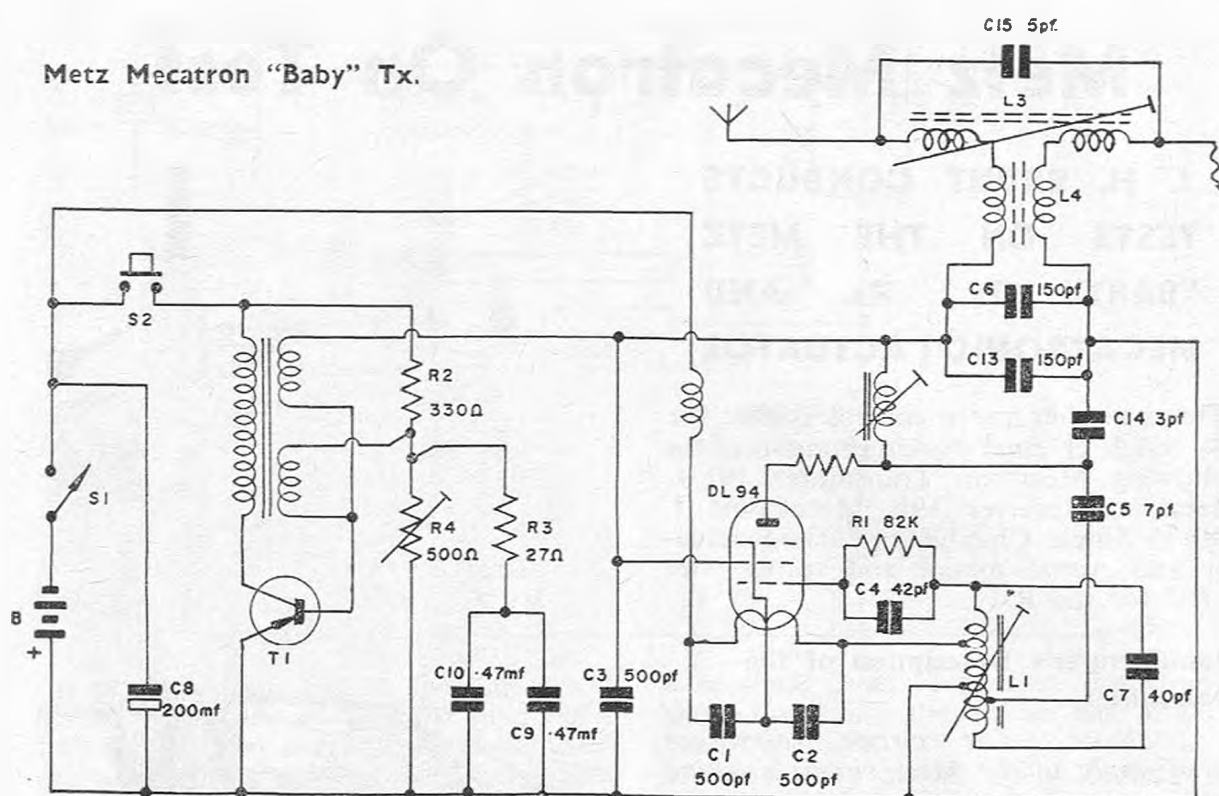 C15 5pf.
Metz Mecatron "Baby" Tx.
L3
L4
S2
C6 150pf
C13 150pf
R2
330Ω
C14 3pf
S1
DL 94
R4
500Ω
R3
27Ω
R1 82K
C5 7pf
C4 42pf
B
+
T1
C8
200mf
C10 ·47mf
C9 ·47mf
C3 500pf
L1
C7 40pf
C1
500pf
C2
500pf